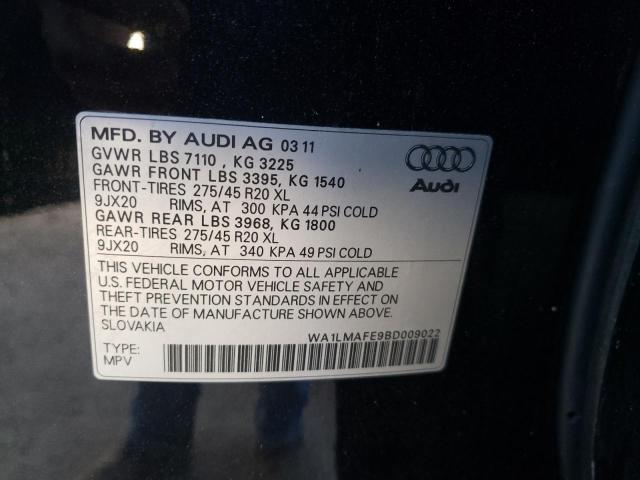 MFD. BY AUDI AG 03 11
GVWR LBS 7110 , KG 3225
GAWR FRONT LBS 3395, KG 1540
FRONT-TIRES 275/45 R20 XL
9JX20 RIMS, AT 300 KPA 44 PSI COLD
GAWR REAR LBS 3968, KG 1800
REAR-TIRES 275/45 R20 XL
9JX20 RIMS, AT 340 KPA 49 PSI COLD
Audi
THIS VEHICLE CONFORMS TO ALL APPLICABLE
U.S. FEDERAL MOTOR VEHICLE SAFETY AND
THEFT PREVENTION STANDARDS IN EFFECT ON
THE DATE OF MANUFACTURE SHOWN ABOVE.
SLOVAKIA
WA1LMAFE9BD009022
TYPE:
MPV